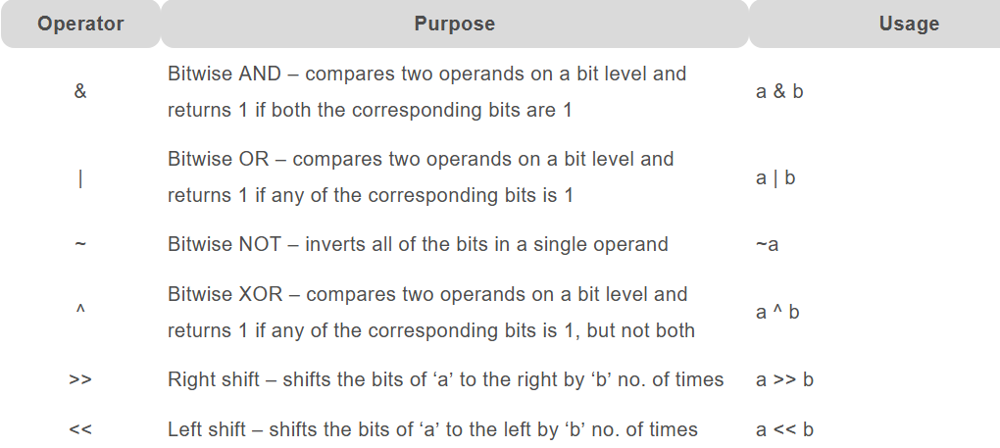 Operator Purpose Usage
& Bitwise AND – compares two operands on a bit level and
returns 1 if both the corresponding bits are 1 a & b
| Bitwise OR – compares two operands on a bit level and
returns 1 if any of the corresponding bits is 1 a | b
~ Bitwise NOT – inverts all of the bits in a single operand ~a
^ Bitwise XOR – compares two operands on a bit level and
returns 1 if any of the corresponding bits is 1, but not both a ^ b
>> Right shift – shifts the bits of ‘a’ to the right by ‘b’ no. of times a >> b
<< Left shift – shifts the bits of ‘a’ to the left by ‘b’ no. of times a << b